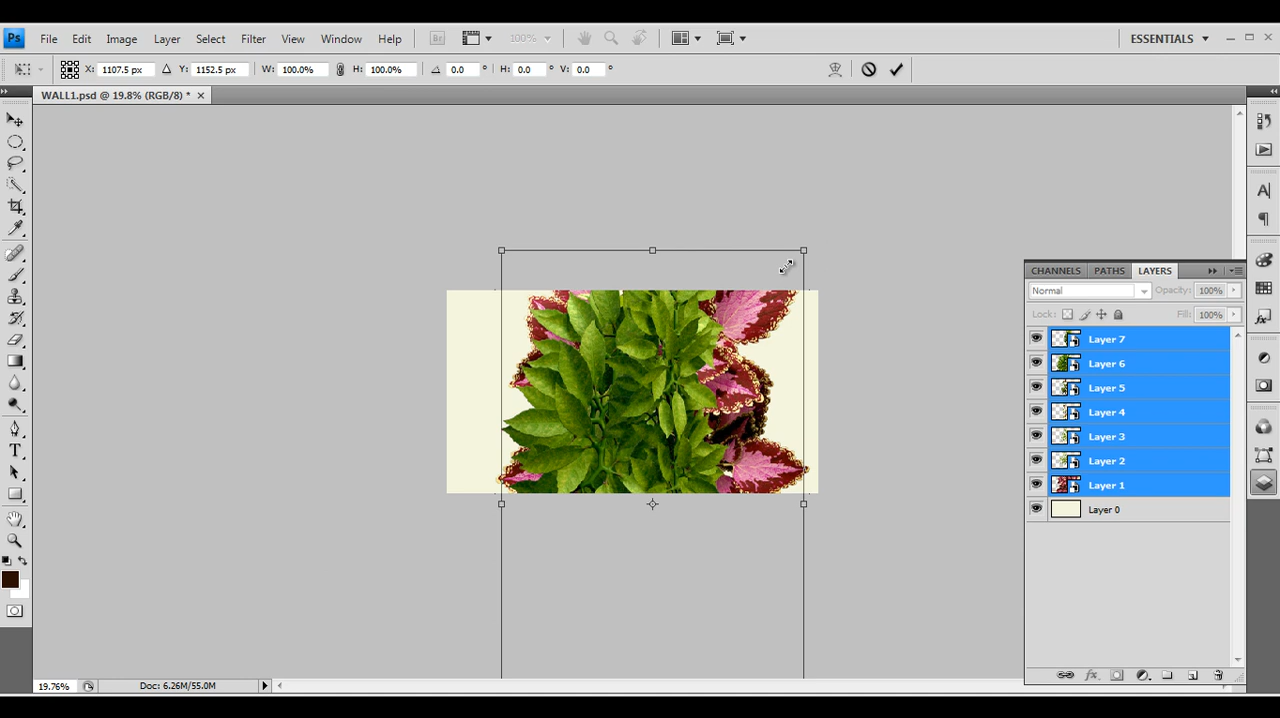 Ps File Edit Image Layer Select Filter View Window Help Br 100% ESSENTIALS
X: 1107.5 px Y: 1152.5 px W: 100.0% H: 100.0% 0.0 ° H: 0.0 ° V: 0.0 °
WALL1.psd @ 19.8% (RGB/8) *
CHANNELS PATHS LAYERS
Normal Opacity: 100%
Lock: Fill: 100%
Layer 7
Layer 6
Layer 5
Layer 4
Layer 3
Layer 2
Layer 1
Layer 0
19.76% Doc: 6.26M/55.0M